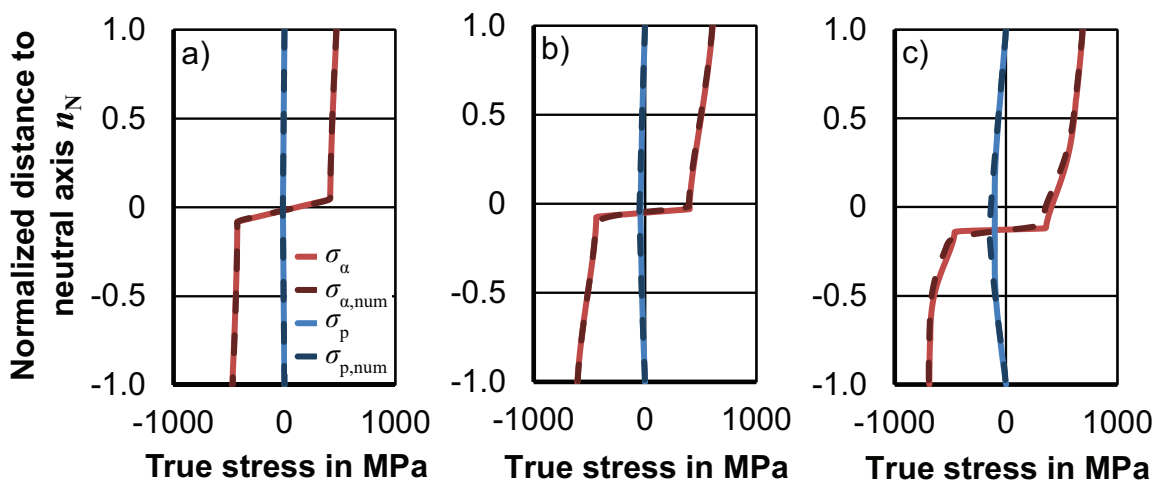 Normalized distance to
neutral axis nN
1.0
0.5
0
-0.5
-1.0
a)
σα
σα,num
σp
σp,num
-1000 0 1000
True stress in MPa
1.0
0.5
0
-0.5
-1.0
b)
-1000 0 1000
True stress in MPa
1.0
0.5
0
-0.5
-1.0
c)
-1000 0 1000
True stress in MPa